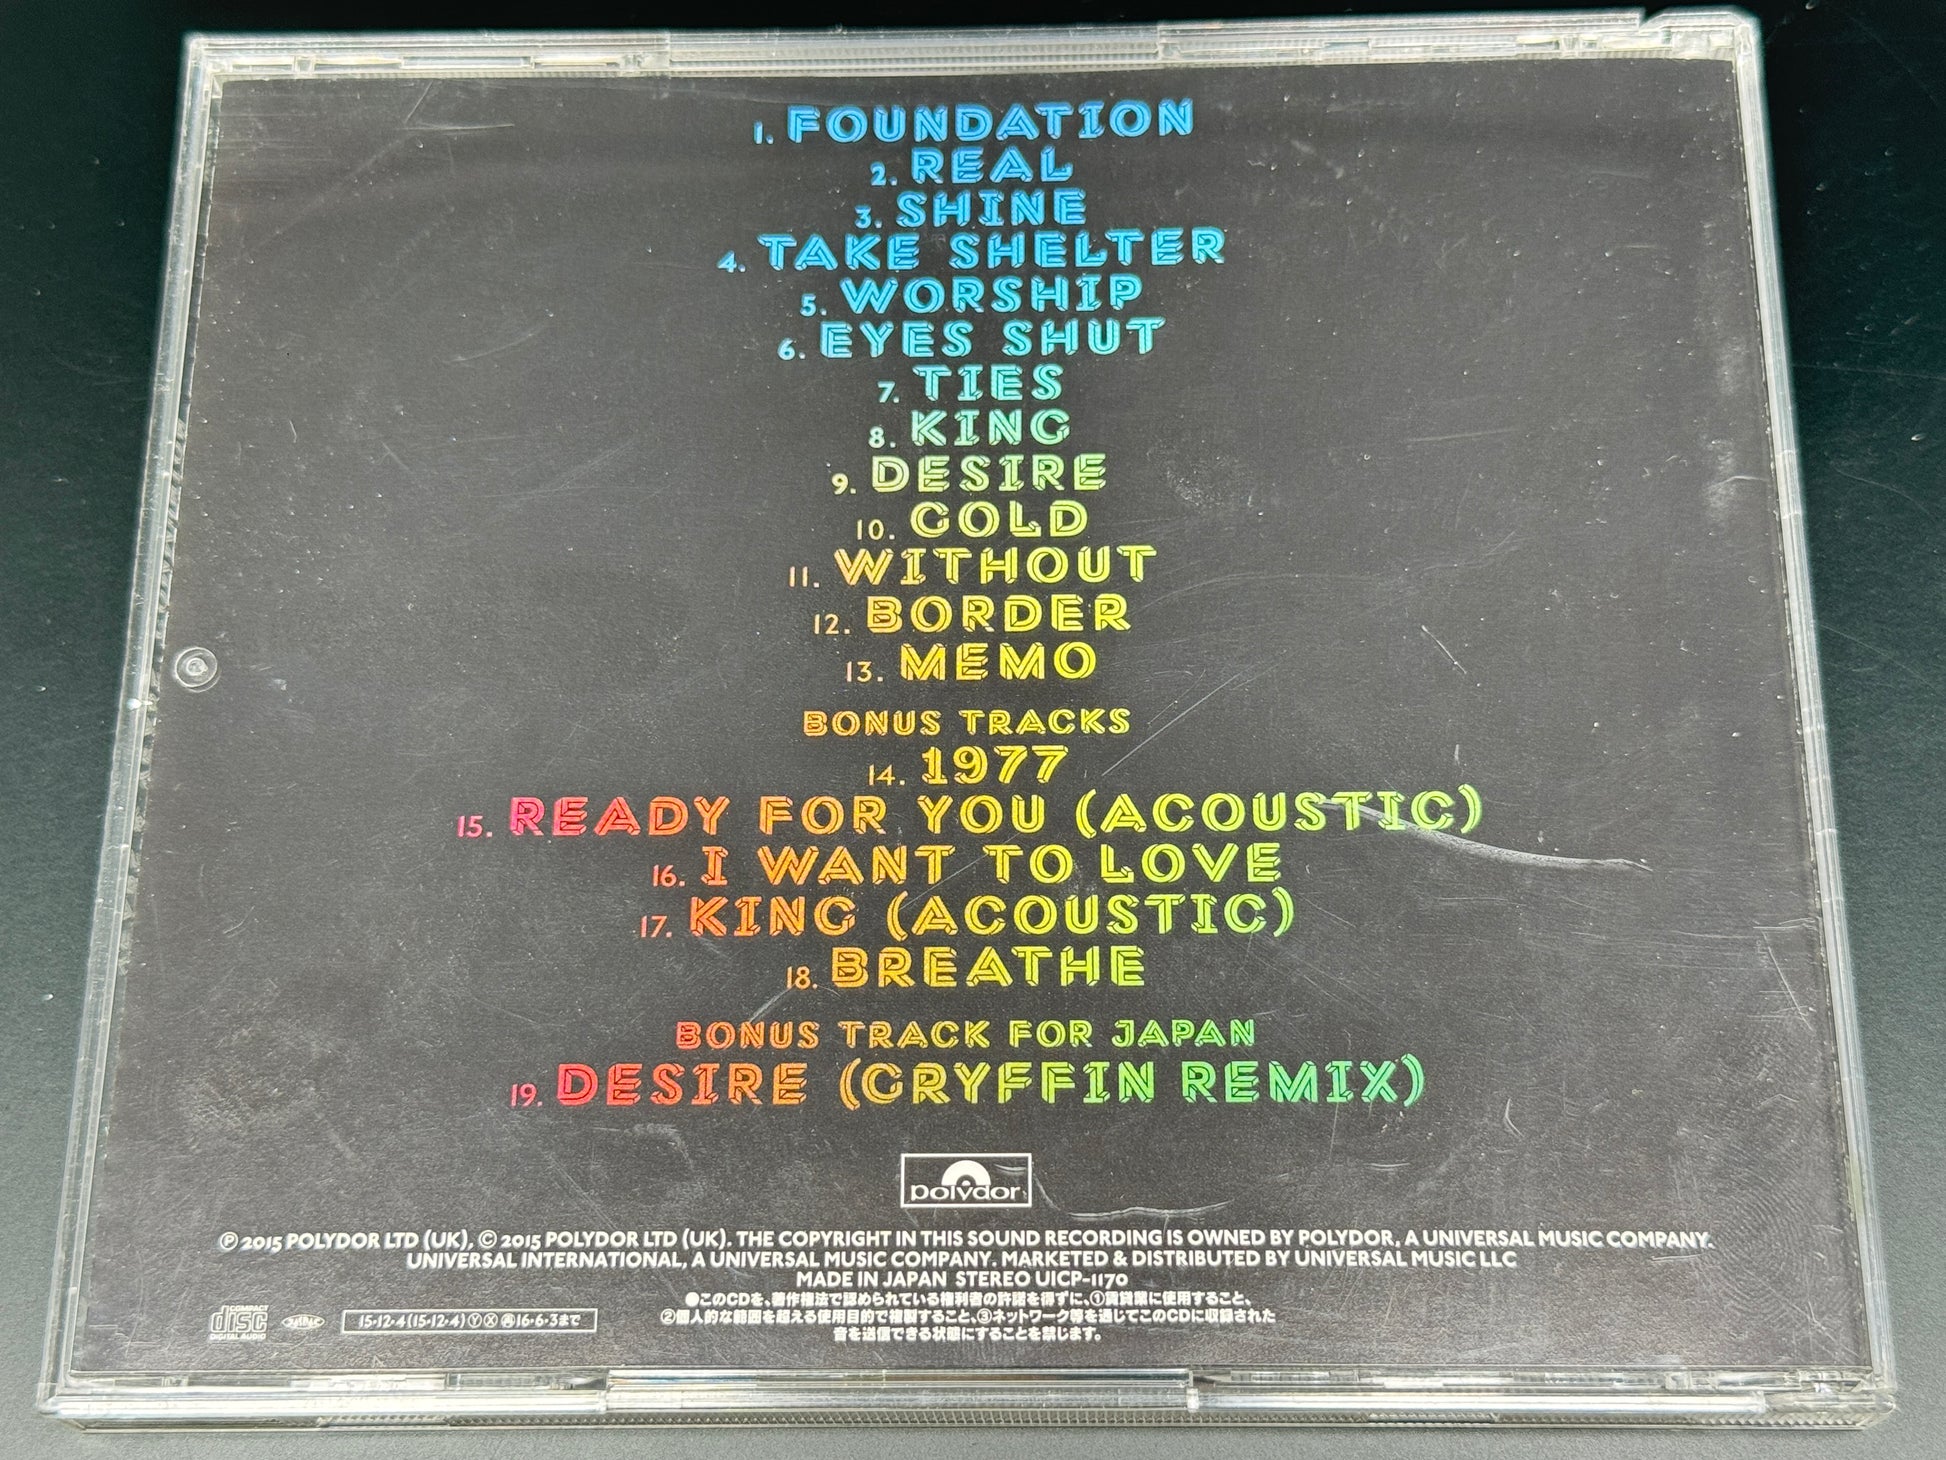 1. FOUNDATION
2. REAL
3. SHINE
4. TAKE SHELTER
5. WORSHIP
6. EYES SHUT
7. TIES
8. KING
9. DESIRE
10. GOLD
11. WITHOUT
12. BORDER
13. MEMO
BONUS TRACKS
14. 1977
15. READY FOR YOU (ACOUSTIC)
16. I WANT TO LOVE
17. KING (ACOUSTIC)
18. BREATHE
BONUS TRACK FOR JAPAN
19. DESIRE (GRYFFIN REMIX)
polydor
℗ 2015 POLYDOR LTD (UK), © 2015 POLYDOR LTD (UK). THE COPYRIGHT IN THIS SOUND RECORDING IS OWNED BY POLYDOR, A UNIVERSAL MUSIC COMPANY.
UNIVERSAL INTERNATIONAL, A UNIVERSAL MUSIC COMPANY. MARKETED & DISTRIBUTED BY UNIVERSAL MUSIC LLC
MADE IN JAPAN STEREO UICP-1170
●このCDを、著作権法で認められている権利者の許諾を得ずに、①賃貸業に使用すること、
②個人的な範囲を超える使用目的で複製すること、③ネットワーク等を通じてこのCDに収録された
音を送信できる状態にすることを禁じます。
COMPACT
disc
DIGITAL AUDIO
15・12・4(15・12・4)ⓎⓍ㋐16・6・3まで